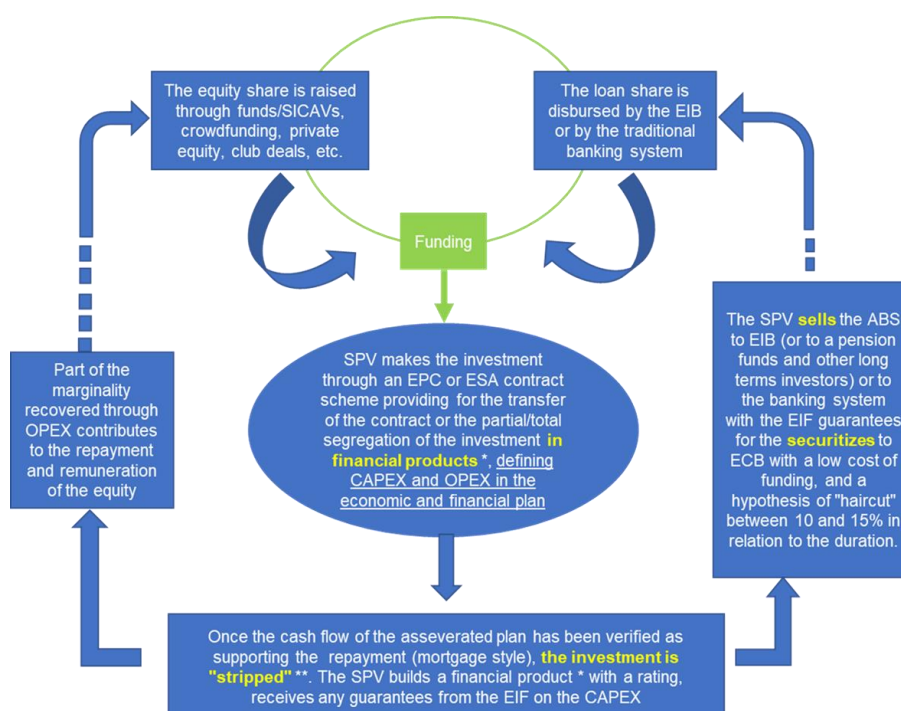 The equity share is raised
through funds/SICAVs,
crowdfunding, private
equity, club deals, etc.
The loan share is
disbursed by the EIB
or by the traditional
banking system
Funding
SPV makes the investment
through an EPC or ESA contract
scheme providing for the transfer
of the contract or the partial/total
segregation of the investment in
financial products *, defining
CAPEX and OPEX in the
economic and financial plan
Part of the
marginality
recovered through
OPEX contributes
to the repayment
and remuneration
of the equity
The SPV sells the ABS
to EIB (or to a pension
funds and other long
terms investors) or to
the banking system
with the EIF guarantees
for the securitizes to
ECB with a low cost of
funding, and a
hypothesis of "haircut"
between 10 and 15% in
relation to the duration.
Once the cash flow of the asseverated plan has been verified as
supporting the repayment (mortgage style), the investment is
"stripped" **. The SPV builds a financial product * with a rating,
receives any guarantees from the EIF on the CAPEX